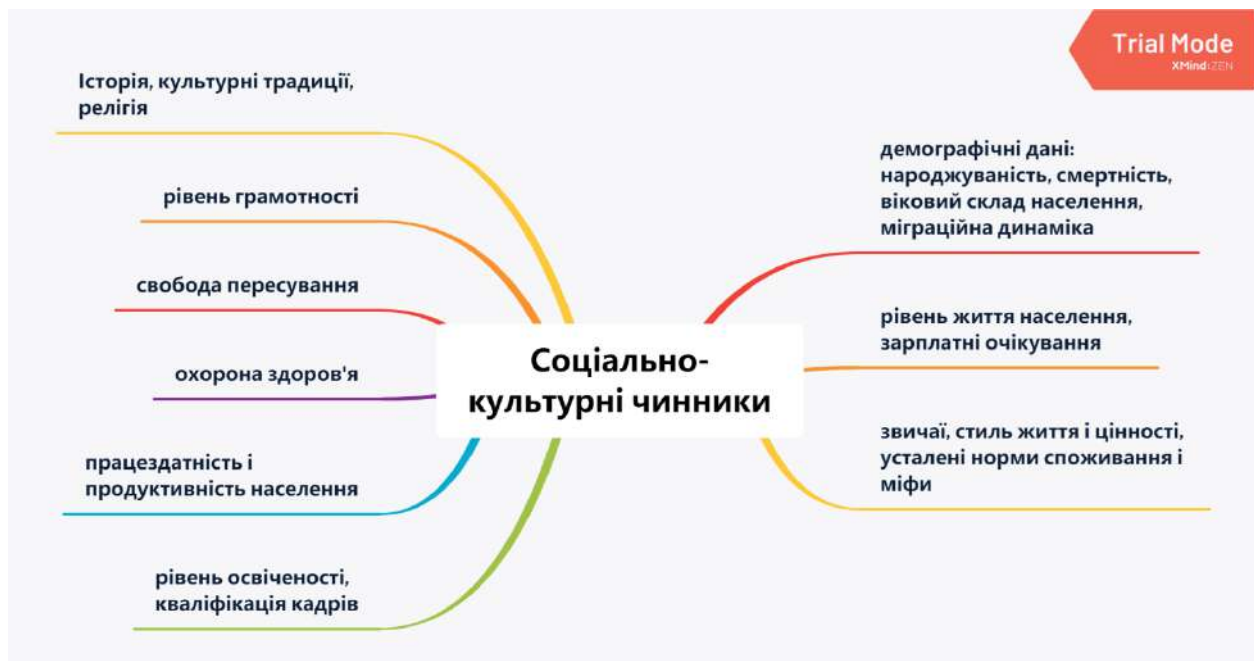 Trial Mode
XMind:ZEN
Історія, культурні традиції,
релігія
рівень грамотності
свобода пересування
охорона здоров'я
працездатність і
продуктивність населення
рівень освіченості,
кваліфікація кадрів
Соціально-
культурні чинники
демографічні дані:
народжуваність, смертність,
віковий склад населення,
міграційна динаміка
рівень життя населення,
зарплатні очікування
звичаї, стиль життя і цінності,
усталені норми споживання і
міфи